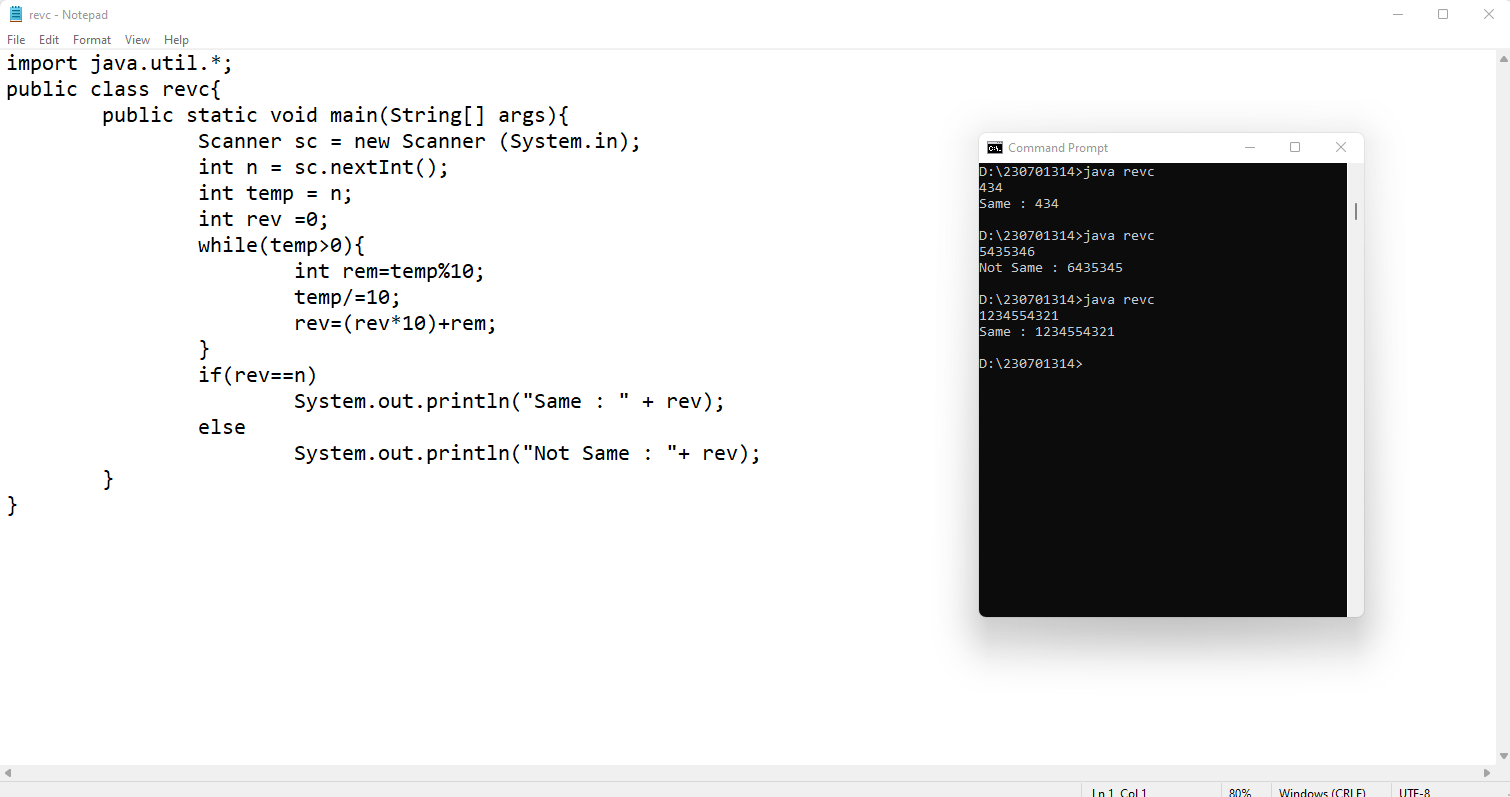 revc - Notepad
File Edit Format View Help
import java.util.*;
public class revc{
        public static void main(String[] args){
                Scanner sc = new Scanner (System.in);
                int n = sc.nextInt();
                int temp = n;
                int rev =0;
                while(temp>0){
                        int rem=temp%10;
                        temp/=10;
                        rev=(rev*10)+rem;
                }
                if(rev==n)
                        System.out.println("Same : " + rev);
                else
                        System.out.println("Not Same : "+ rev);
        }
}
Command Prompt
D:\230701314>java revc
434
Same : 434
D:\230701314>java revc
5435346
Not Same : 6435345
D:\230701314>java revc
1234554321
Same : 1234554321
D:\230701314>
Ln 1, Col 1 80% Windows (CRLF) UTF-8